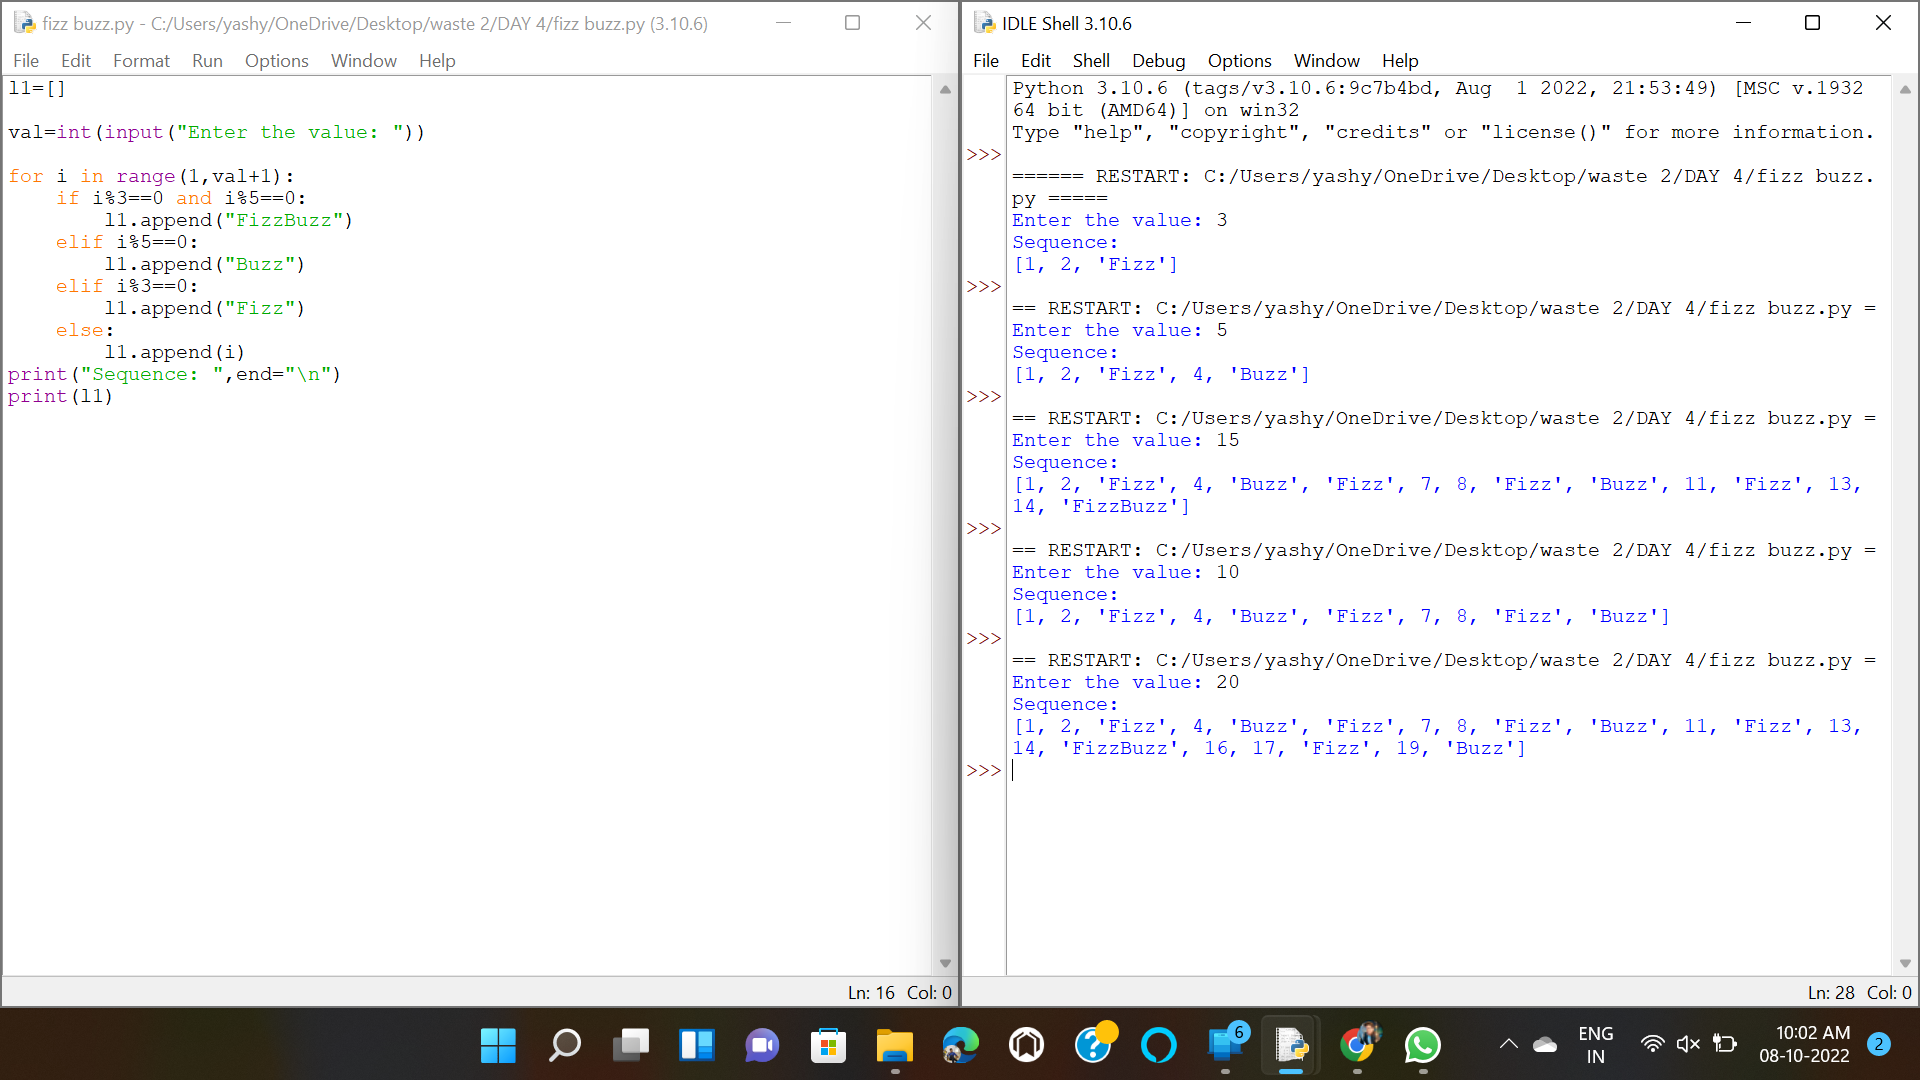 fizz buzz.py - C:/Users/yashy/OneDrive/Desktop/waste 2/DAY 4/fizz buzz.py (3.10.6)
File Edit Format Run Options Window Help
l1=[]
val=int(input("Enter the value: "))
for i in range(1,val+1):
    if i%3==0 and i%5==0:
        l1.append("FizzBuzz")
    elif i%5==0:
        l1.append("Buzz")
    elif i%3==0:
        l1.append("Fizz")
    else:
        l1.append(i)
print("Sequence: ",end="\n")
print(l1)
Ln: 16 Col: 0
IDLE Shell 3.10.6
File Edit Shell Debug Options Window Help
Python 3.10.6 (tags/v3.10.6:9c7b4bd, Aug  1 2022, 21:53:49) [MSC v.1932
64 bit (AMD64)] on win32
Type "help", "copyright", "credits" or "license()" for more information.
>>>
====== RESTART: C:/Users/yashy/OneDrive/Desktop/waste 2/DAY 4/fizz buzz.
py =====
Enter the value: 3
Sequence:
[1, 2, 'Fizz']
>>>
== RESTART: C:/Users/yashy/OneDrive/Desktop/waste 2/DAY 4/fizz buzz.py =
Enter the value: 5
Sequence:
[1, 2, 'Fizz', 4, 'Buzz']
>>>
== RESTART: C:/Users/yashy/OneDrive/Desktop/waste 2/DAY 4/fizz buzz.py =
Enter the value: 15
Sequence:
[1, 2, 'Fizz', 4, 'Buzz', 'Fizz', 7, 8, 'Fizz', 'Buzz', 11, 'Fizz', 13,
14, 'FizzBuzz']
>>>
== RESTART: C:/Users/yashy/OneDrive/Desktop/waste 2/DAY 4/fizz buzz.py =
Enter the value: 10
Sequence:
[1, 2, 'Fizz', 4, 'Buzz', 'Fizz', 7, 8, 'Fizz', 'Buzz']
>>>
== RESTART: C:/Users/yashy/OneDrive/Desktop/waste 2/DAY 4/fizz buzz.py =
Enter the value: 20
Sequence:
[1, 2, 'Fizz', 4, 'Buzz', 'Fizz', 7, 8, 'Fizz', 'Buzz', 11, 'Fizz', 13,
14, 'FizzBuzz', 16, 17, 'Fizz', 19, 'Buzz']
>>>
Ln: 28 Col: 0
?
6
ENG
IN
10:02 AM
08-10-2022
2